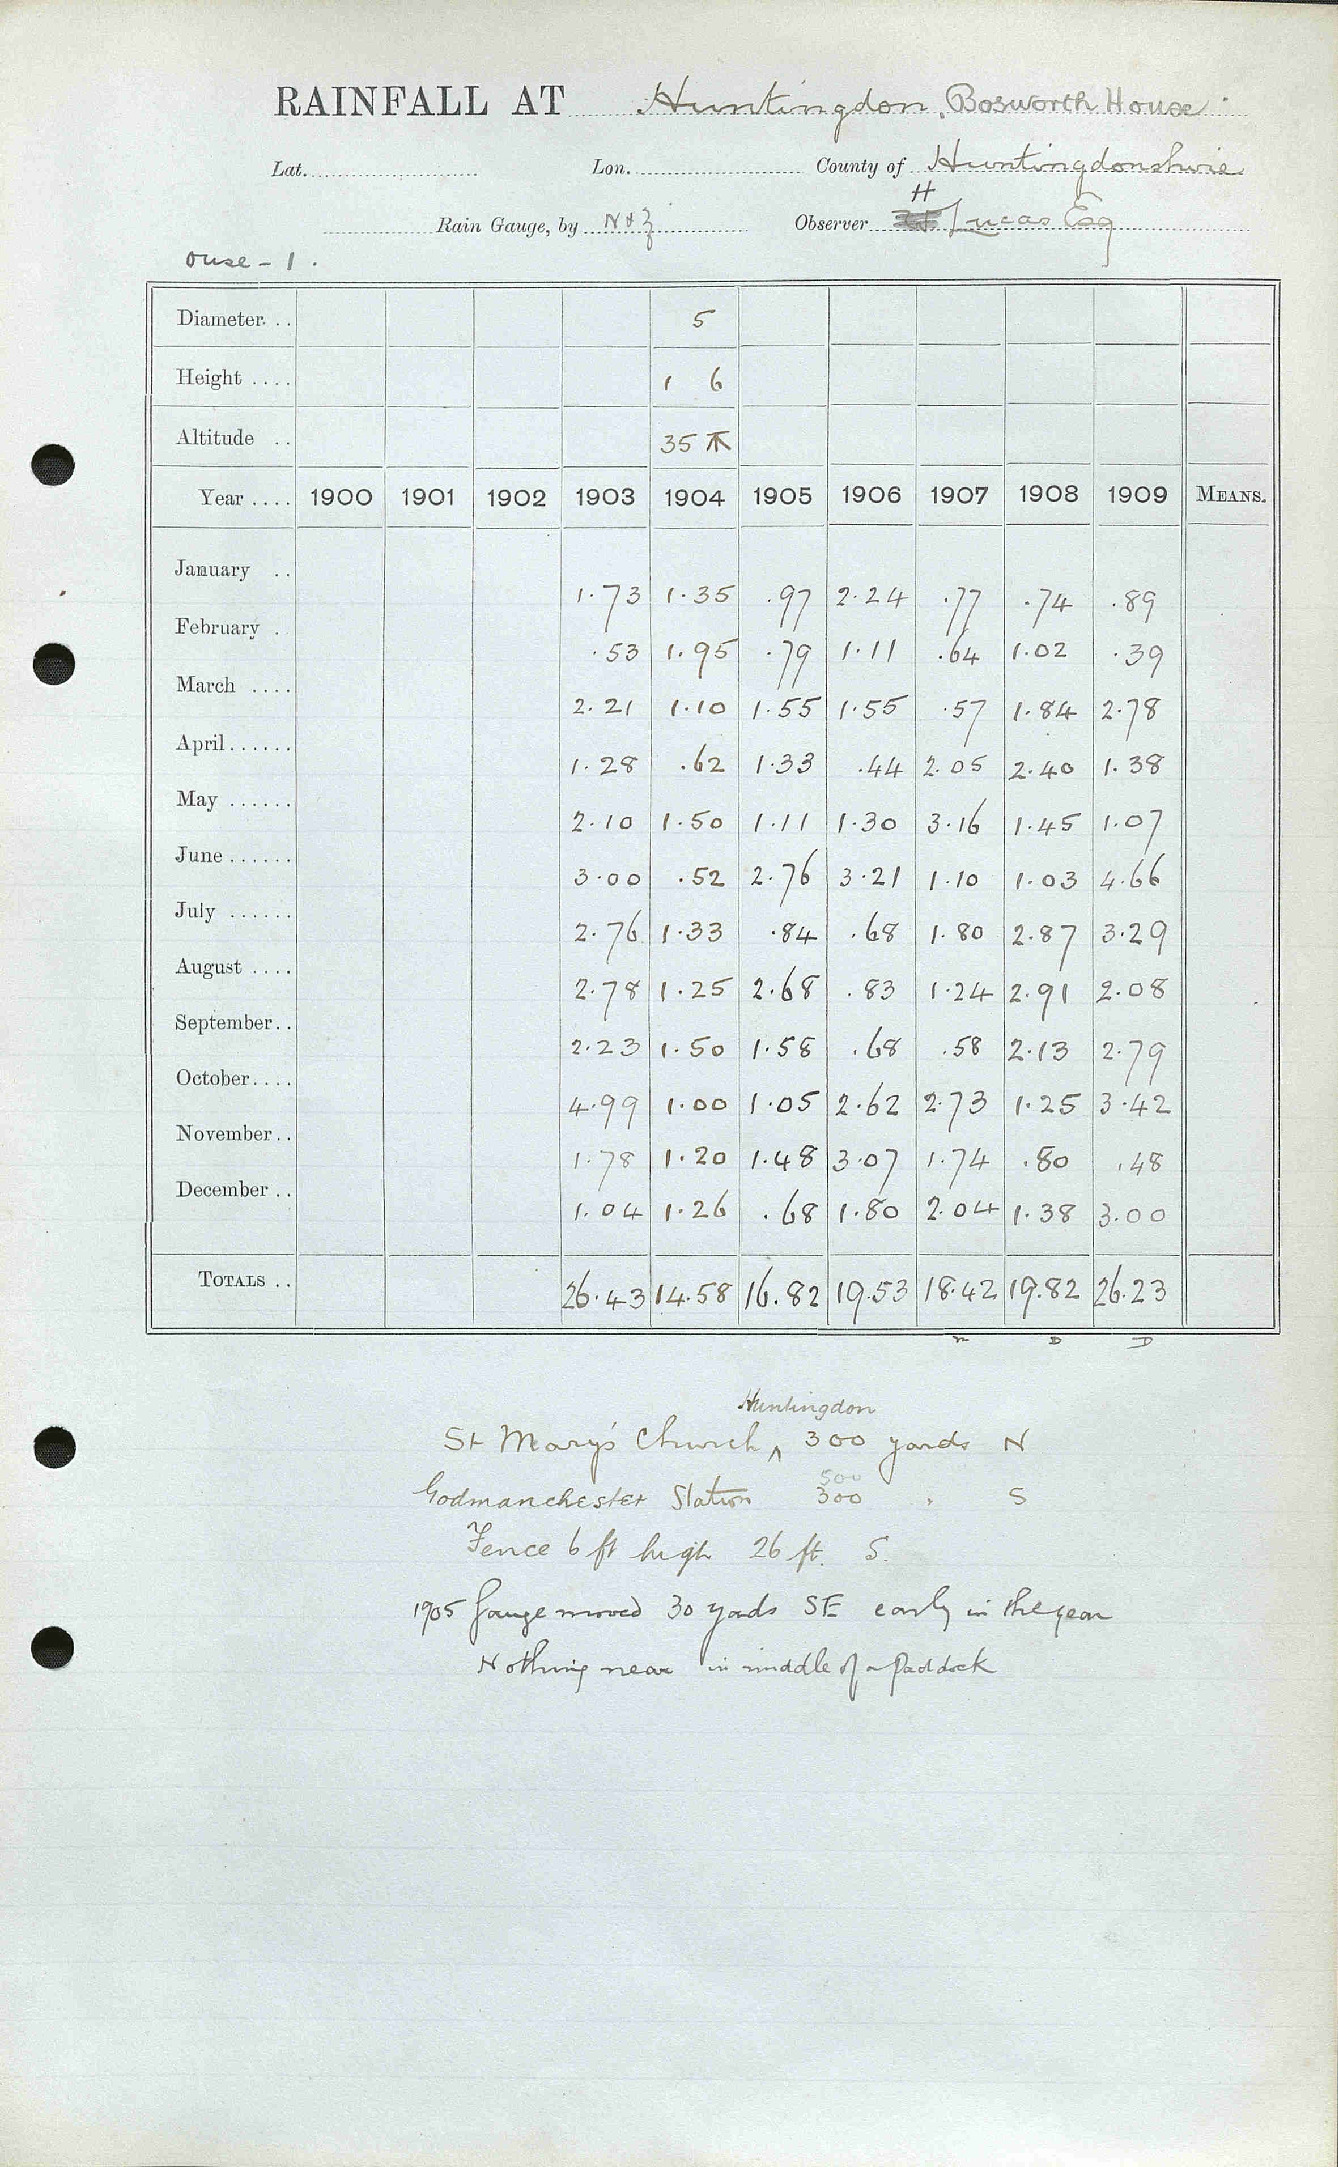 RAINFALL AT Huntingdon, Bosworth House
Lat. Lon. County of Huntingdonshire
H
Rain Gauge, by N & Z Observer Lucas Esq
Ouse - 1.
Diameter. . . 5
Height .... 1 6
Altitude .. 35
Year .... 1900 1901 1902 1903 1904 1905 1906 1907 1908 1909 MEANS.
January .. 1.73 1.35 .97 2.24 .77 .74 .89
February . .53 1.95 .79 1.11 .64 1.02 .39
March .... 2.21 1.10 1.55 1.55 .57 1.84 2.78
April...... 1.28 .62 1.33 .44 2.05 2.40 1.38
May ...... 2.10 1.50 1.11 1.30 3.16 1.45 1.07
June...... 3.00 .52 2.76 3.21 1.10 1.03 4.66
July ...... 2.76 1.33 .84 .68 1.80 2.87 3.29
August .... 2.78 1.25 2.68 .83 1.24 2.91 2.08
September.. 2.23 1.50 1.58 .68 .58 2.13 2.79
October.... 4.99 1.00 1.05 2.62 2.73 1.25 3.42
November.. 1.78 1.20 1.48 3.07 1.74 .80 .48
December .. 1.04 1.26 .68 1.80 2.04 1.38 3.00
TOTALS .. 26.43 14.58 16.82 19.53 18.42 19.82 26.23
D D
Huntingdon
St Mary's Church ^ 300 yards N
500
Godmanchester Station 300 " S
Fence 6 ft high 26 ft. S.
1905 Gauge moved 30 yards SE early in the year
Nothing near in middle of a paddock